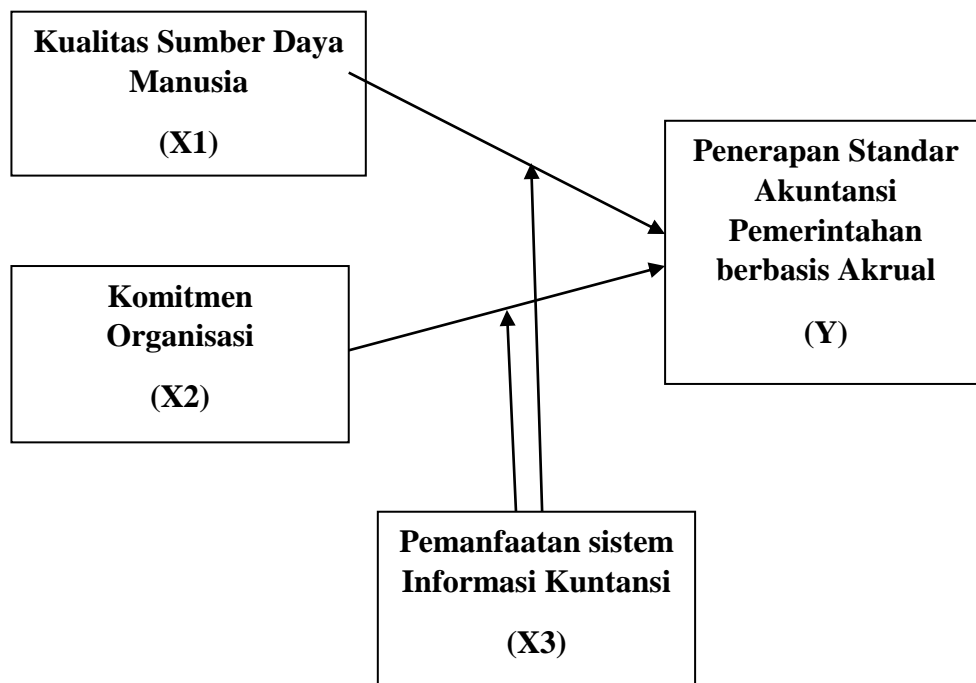 Kualitas Sumber Daya
Manusia
(X1)
Penerapan Standar
Akuntansi
Pemerintahan
berbasis Akrual
(Y)
Komitmen
Organisasi
(X2)
Pemanfaatan sistem
Informasi Kuntansi
(X3)